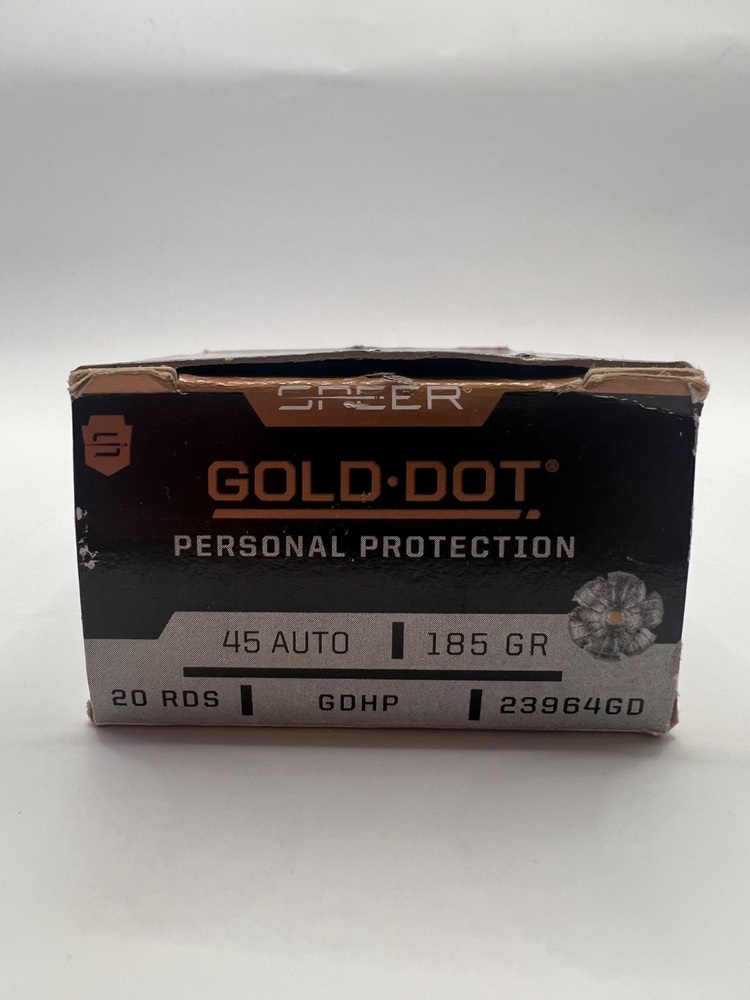 SPEER®
GOLD·DOT®
PERSONAL PROTECTION
45 AUTO | 185 GR
20 RDS | GDHP | 23964GD